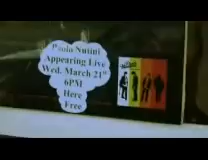 Paolo Nutini
Appearing Live
Wed. March 21st
6PM
Here
Free